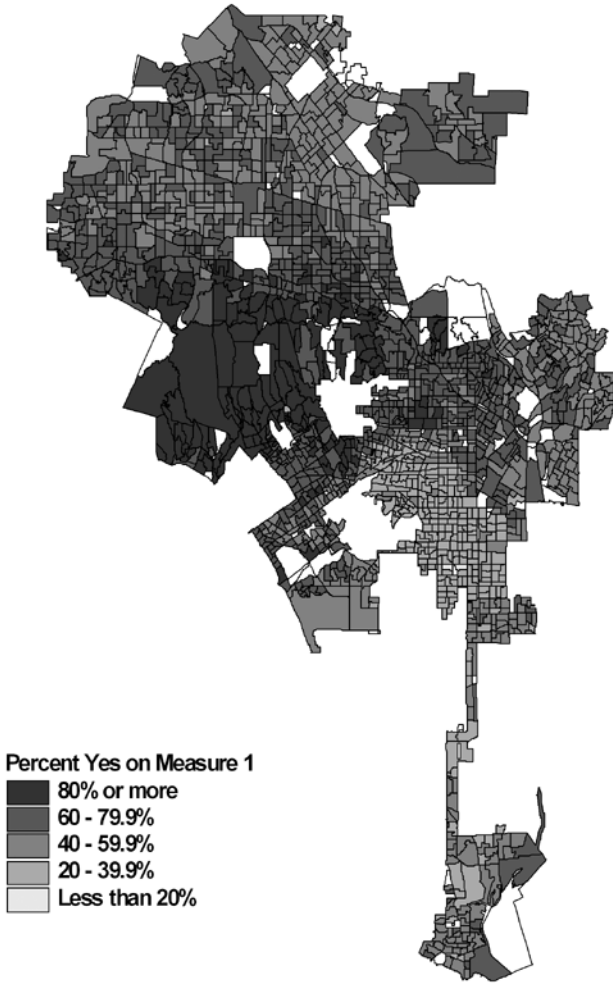 Percent Yes on Measure 1
80% or more
60 - 79.9%
40 - 59.9%
20 - 39.9%
Less than 20%